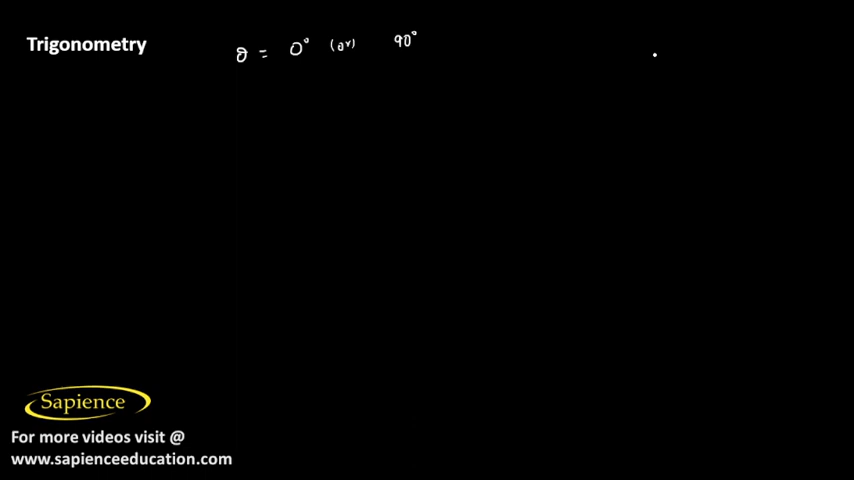 Trigonometry
θ = 0° (or) 90°
Sapience
For more videos visit @
www.sapienceeducation.com